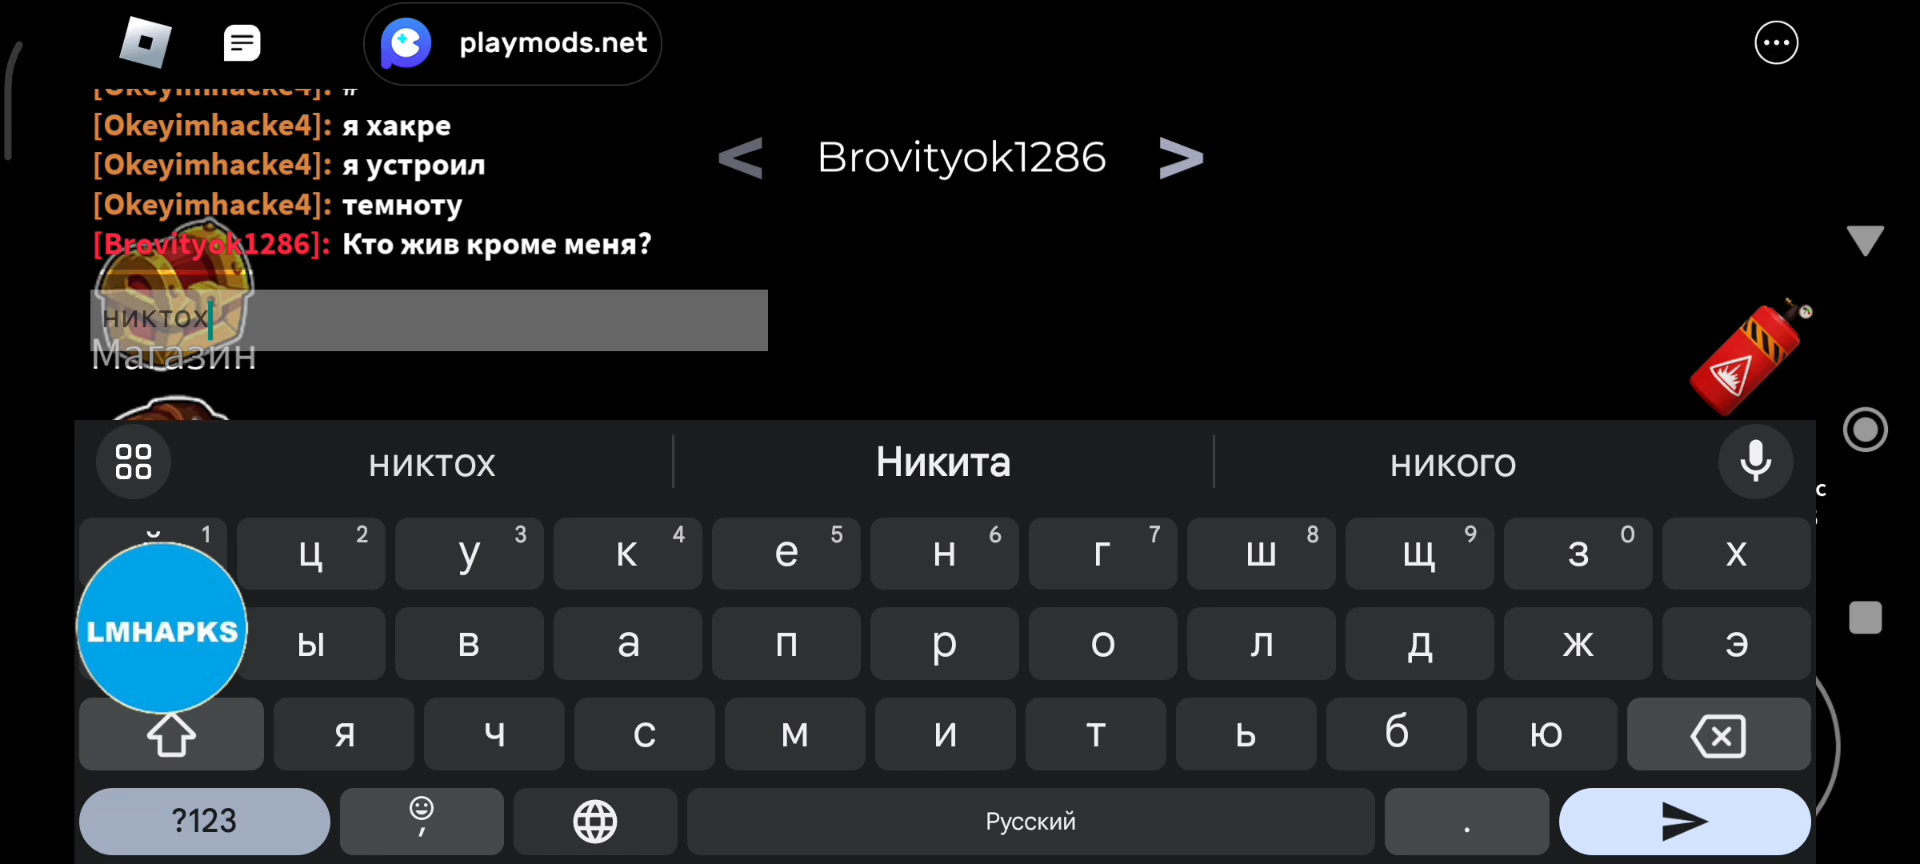 playmods.net
[Okeyimhacke4]: #
[Okeyimhacke4]: я хакре
[Okeyimhacke4]: я устроил
[Okeyimhacke4]: темноту
[Brovityok1286]: Кто жив кроме меня?
< Brovityok1286 >
никтох
Магазин
никтох Никита никого
й 1 ц 2 у 3 к 4 е 5 н 6 г 7 ш 8 щ 9 з 0 х
LMHAPKS ы в а п р о л д ж э
я ч с м и т ь б ю
?123 , Русский .